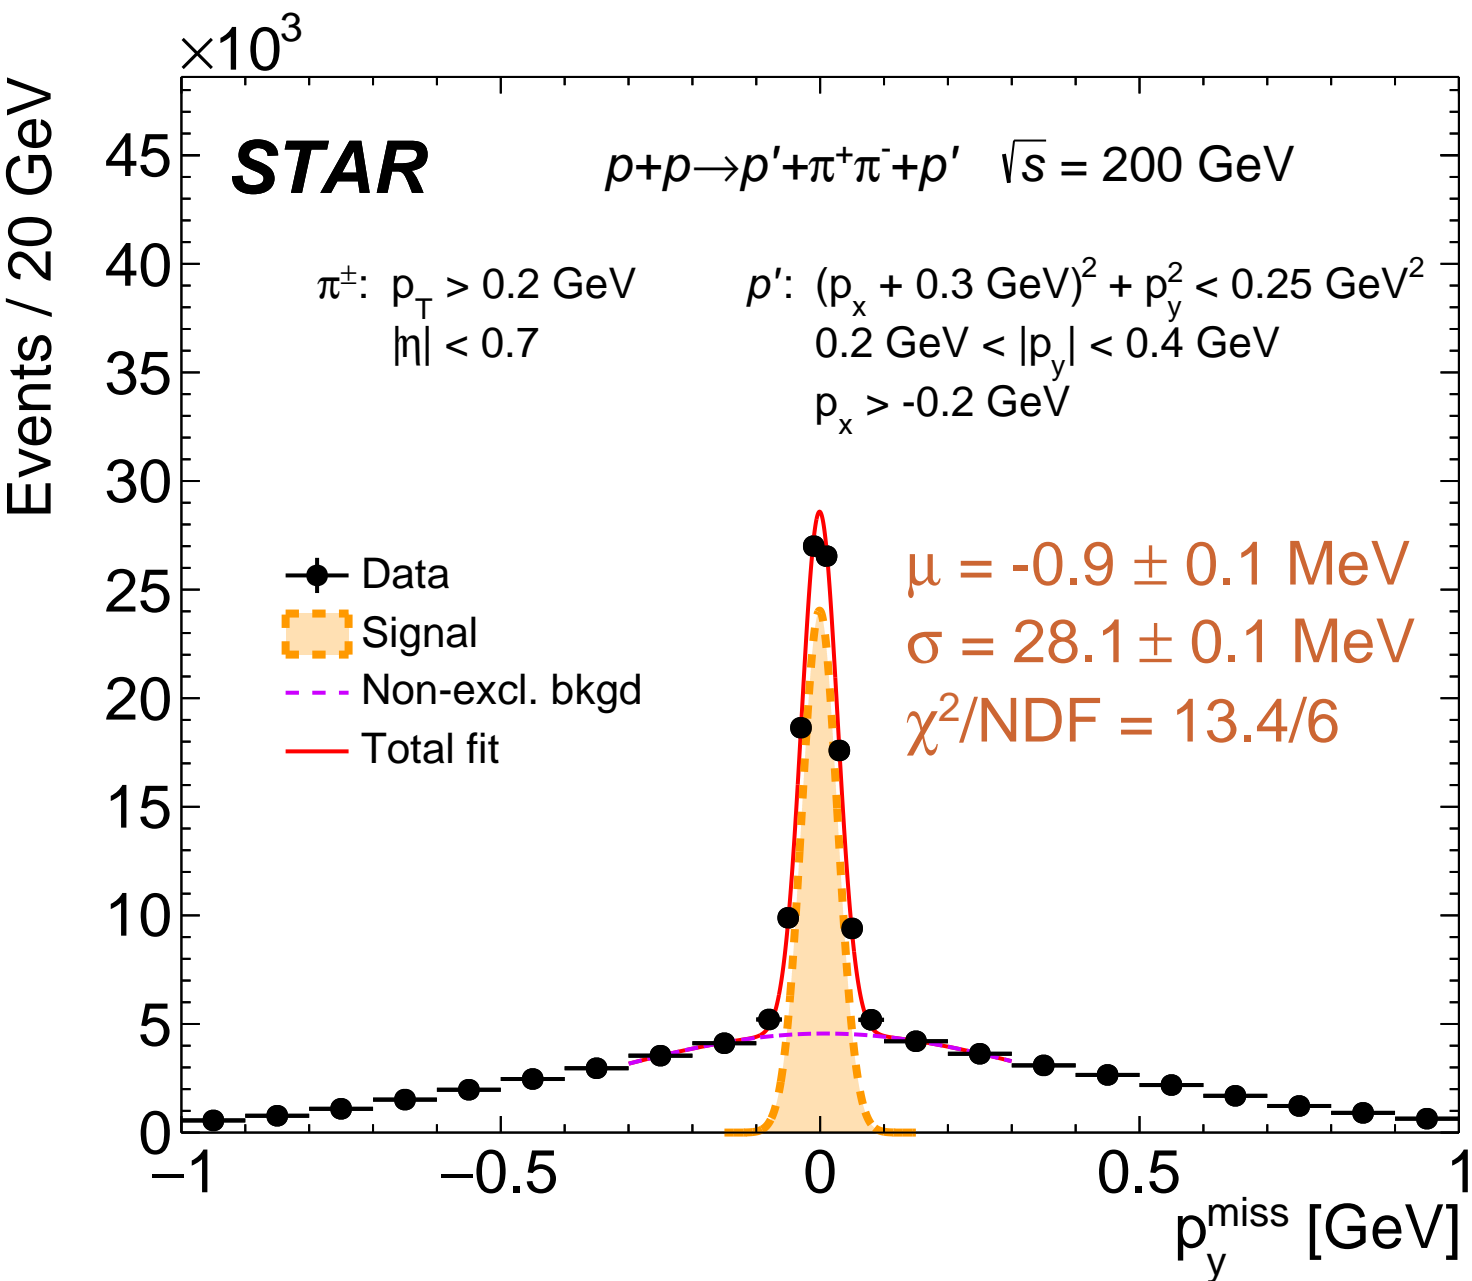 ×10³
Events / 20 GeV
45
40
35
30
25
20
15
10
5
0
STAR
p+p→p′+π⁺π⁻+p′ √s = 200 GeV
π±: p_T > 0.2 GeV
|η| < 0.7
p′: (p_x + 0.3 GeV)² + p_y² < 0.25 GeV²
0.2 GeV < |p_y| < 0.4 GeV
p_x > -0.2 GeV
Data
Signal
Non-excl. bkgd
Total fit
μ = -0.9 ± 0.1 MeV
σ = 28.1 ± 0.1 MeV
χ²/NDF = 13.4/6
−1 −0.5 0 0.5 1
p_y^miss [GeV]